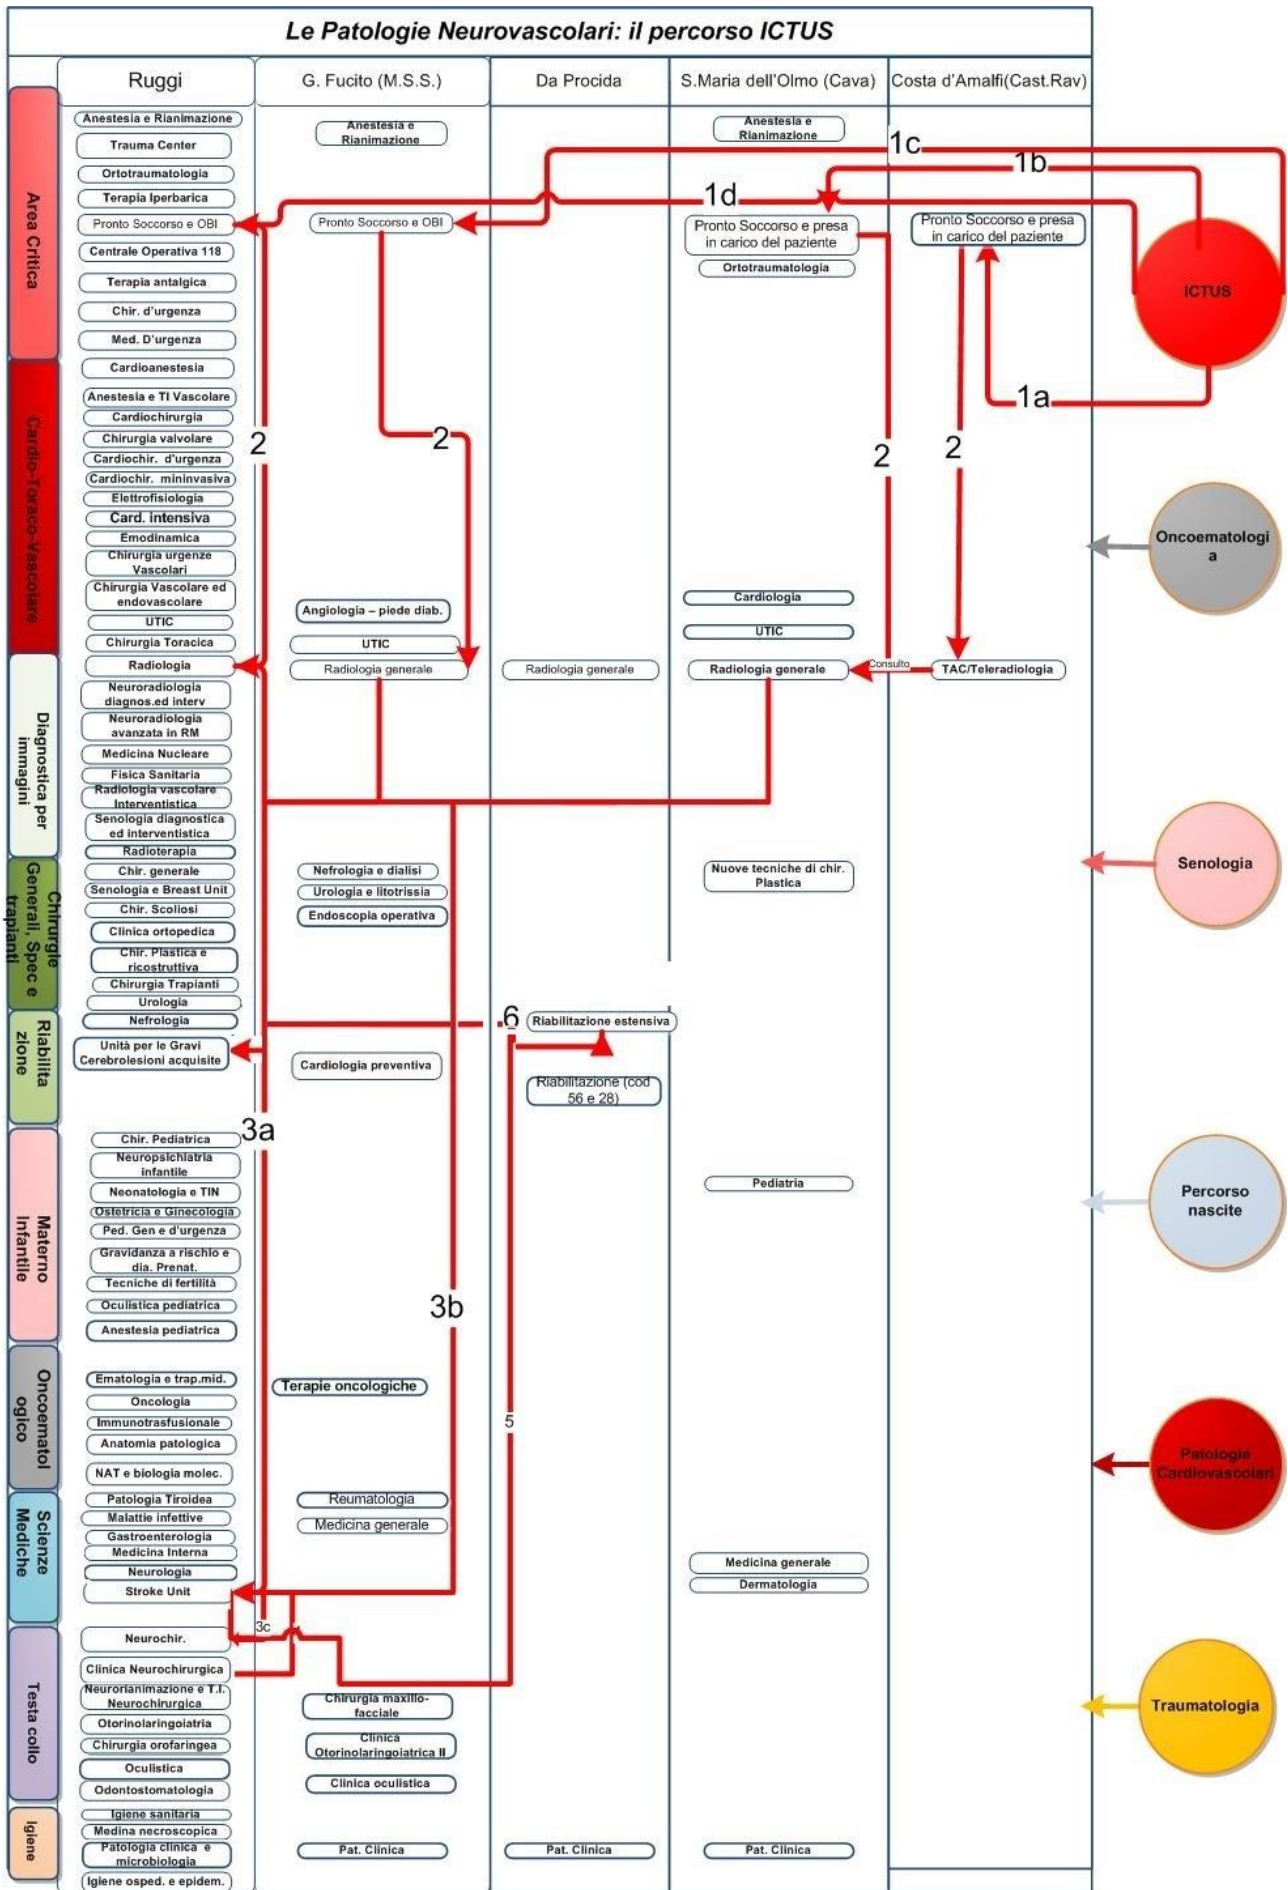 Le Patologie Neurovascolari: il percorso ICTUS
Ruggi
G. Fucito (M.S.S.)
Da Procida
S.Maria dell'Olmo (Cava)
Costa d'Amalfi(Cast.Rav)
Area Critica
Anestesia e Rianimazione
Trauma Center
Ortotraumatologia
Terapia Iperbarica
Pronto Soccorso e OBI
Centrale Operativa 118
Terapia antalgica
Chir. d'urgenza
Med. D'urgenza
Anestesia e
Rianimazione
Pronto Soccorso e OBI
Anestesia e
Rianimazione
Pronto Soccorso e presa
in carico del paziente
Ortotraumatologia
Pronto Soccorso e presa
in carico del paziente
1c
1b
1d
1a
ICTUS
Cardio-Toraco-Vascolare
Cardioanestesia
Anestesia e TI Vascolare
Cardiochirurgia
Chirurgia valvolare
Cardiochir. d'urgenza
Cardiochir. mininvasiva
Elettrofisiologia
Card. intensiva
Emodinamica
Chirurgia urgenze
Vascolari
Chirurgia Vascolare ed
endovascolare
UTIC
Chirurgia Toracica
2
2
2
2
Angiologia – piede diab.
UTIC
Cardiologia
UTIC
Oncoematologi
a
Diagnostica per
immagini
Radiologia
Neuroradiologia
diagnos.ed interv
Neuroradiologia
avanzata in RM
Medicina Nucleare
Fisica Sanitaria
Radiologia vascolare
Interventistica
Senologia diagnostica
ed interventistica
Radioterapia
Radiologia generale
Radiologia generale
Radiologia generale
Consulto
TAC/Teleradiologia
Chirurgie
Generali, Spec e
trapianti
Chir. generale
Senologia e Breast Unit
Chir. Scoliosi
Clinica ortopedica
Chir. Plastica e
ricostruttiva
Chirurgia Trapianti
Urologia
Nefrologia
Nefrologia e dialisi
Urologia e litotrissia
Endoscopia operativa
Nuove tecniche di chir.
Plastica
Senologia
Riabilita
zione
Unità per le Gravi
Cerebrolesioni acquisite
Cardiologia preventiva
6
Riabilitazione estensiva
Riabilitazione (cod
56 e 28)
3a
Materno
Infantile
Chir. Pediatrica
Neuropsichiatria
infantile
Neonatologia e TIN
Ostetricia e Ginecologia
Ped. Gen e d'urgenza
Gravidanza a rischio e
dia. Prenat.
Tecniche di fertilità
Oculistica pediatrica
Anestesia pediatrica
Pediatria
3b
Percorso
nascite
Oncoematol
ogico
Ematologia e trap.mid.
Oncologia
Immunotrasfusionale
Anatomia patologica
NAT e biologia molec.
Terapie oncologiche
5
Patologie
Cardiovascolari
Scienze
Mediche
Patologia Tiroidea
Malattie infettive
Gastroenterologia
Medicina Interna
Neurologia
Stroke Unit
Reumatologia
Medicina generale
Medicina generale
Dermatologia
3c
Testa collo
Neurochir.
Clinica Neurochirurgica
Neurorianimazione e T.I.
Neurochirurgica
Otorinolaringoiatria
Chirurgia orofaringea
Oculistica
Odontostomatologia
Chirurgia maxillo-
facciale
Clinica
Otorinolaringoiatrica II
Clinica oculistica
Traumatologia
Igiene
Igiene sanitaria
Medina necroscopica
Patologia clinica e
microbiologia
Igiene osped. e epidem.
Pat. Clinica
Pat. Clinica
Pat. Clinica